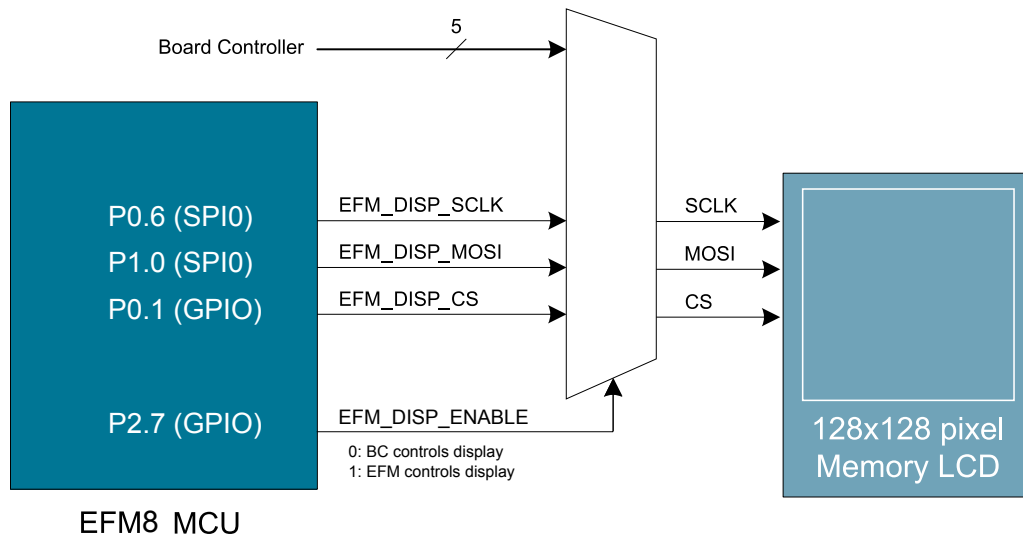 5
Board Controller
P0.6 (SPI0)
EFM_DISP_SCLK
SCLK
P1.0 (SPI0)
EFM_DISP_MOSI
MOSI
P0.1 (GPIO)
EFM_DISP_CS
CS
P2.7 (GPIO)
EFM_DISP_ENABLE
0: BC controls display
1: EFM controls display
128x128 pixel
Memory LCD
EFM8 MCU